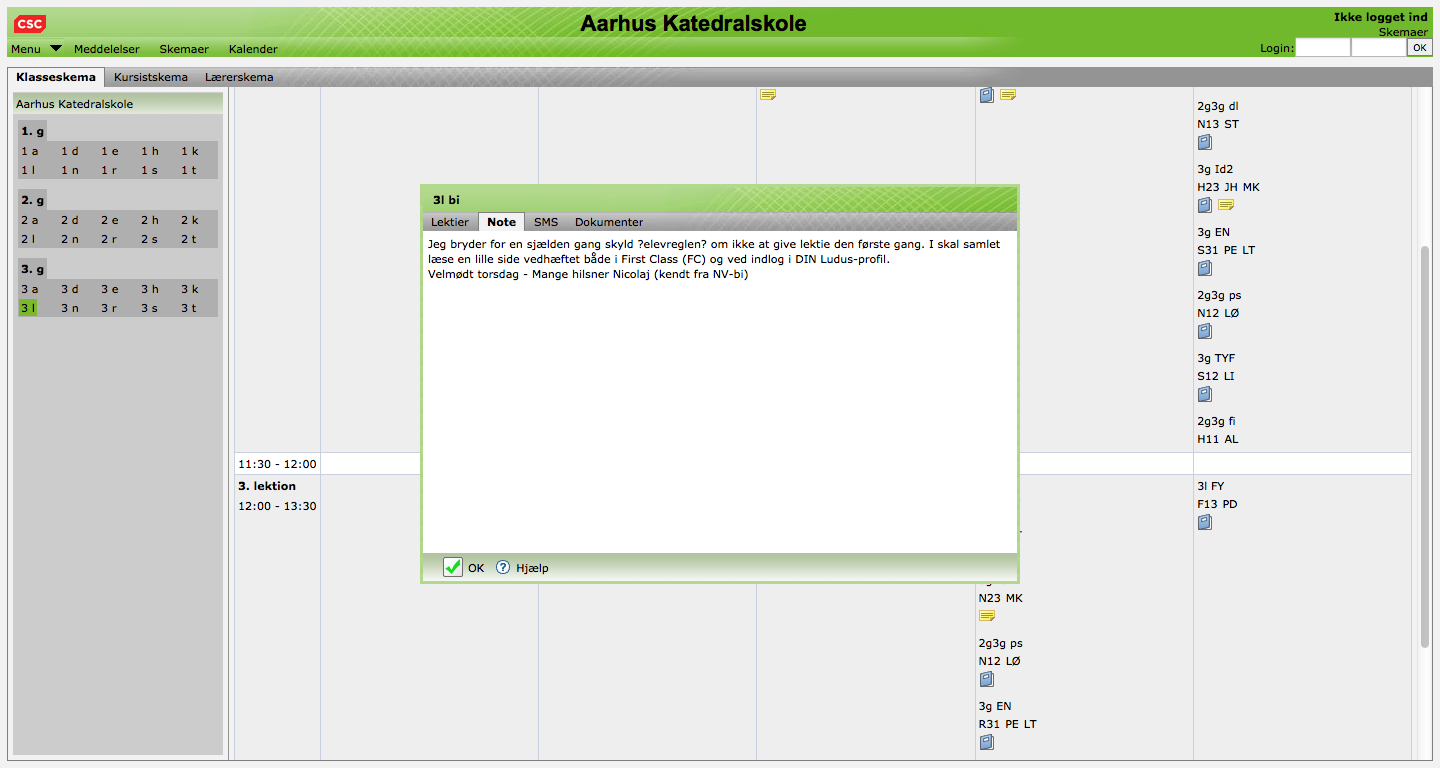 CSC
Aarhus Katedralskole
Ikke logget ind
Skemaer
Menu Meddelelser Skemaer Kalender
Login: OK
Klasseskema Kursistskema Lærerskema
Aarhus Katedralskole
1. g
1 a 1 d 1 e 1 h 1 k
1 l 1 n 1 r 1 s 1 t
2. g
2 a 2 d 2 e 2 h 2 k
2 l 2 n 2 r 2 s 2 t
3. g
3 a 3 d 3 e 3 h 3 k
3 l 3 n 3 r 3 s 3 t
3l bi
Lektier Note SMS Dokumenter
Jeg bryder for en sjælden gang skyld ?elevreglen? om ikke at give lektie den første gang. I skal samlet
læse en lille side vedhæftet både i First Class (FC) og ved indlog i DIN Ludus-profil.
Velmødt torsdag - Mange hilsner Nicolaj (kendt fra NV-bi)
OK Hjælp
2g3g dl
N13 ST
3g Id2
H23 JH MK
3g EN
S31 PE LT
2g3g ps
N12 LØ
3g TYF
S12 LI
2g3g fi
H11 AL
11:30 - 12:00
3. lektion
12:00 - 13:30
3l FY
F13 PD
N23 MK
2g3g ps
N12 LØ
3g EN
R31 PE LT